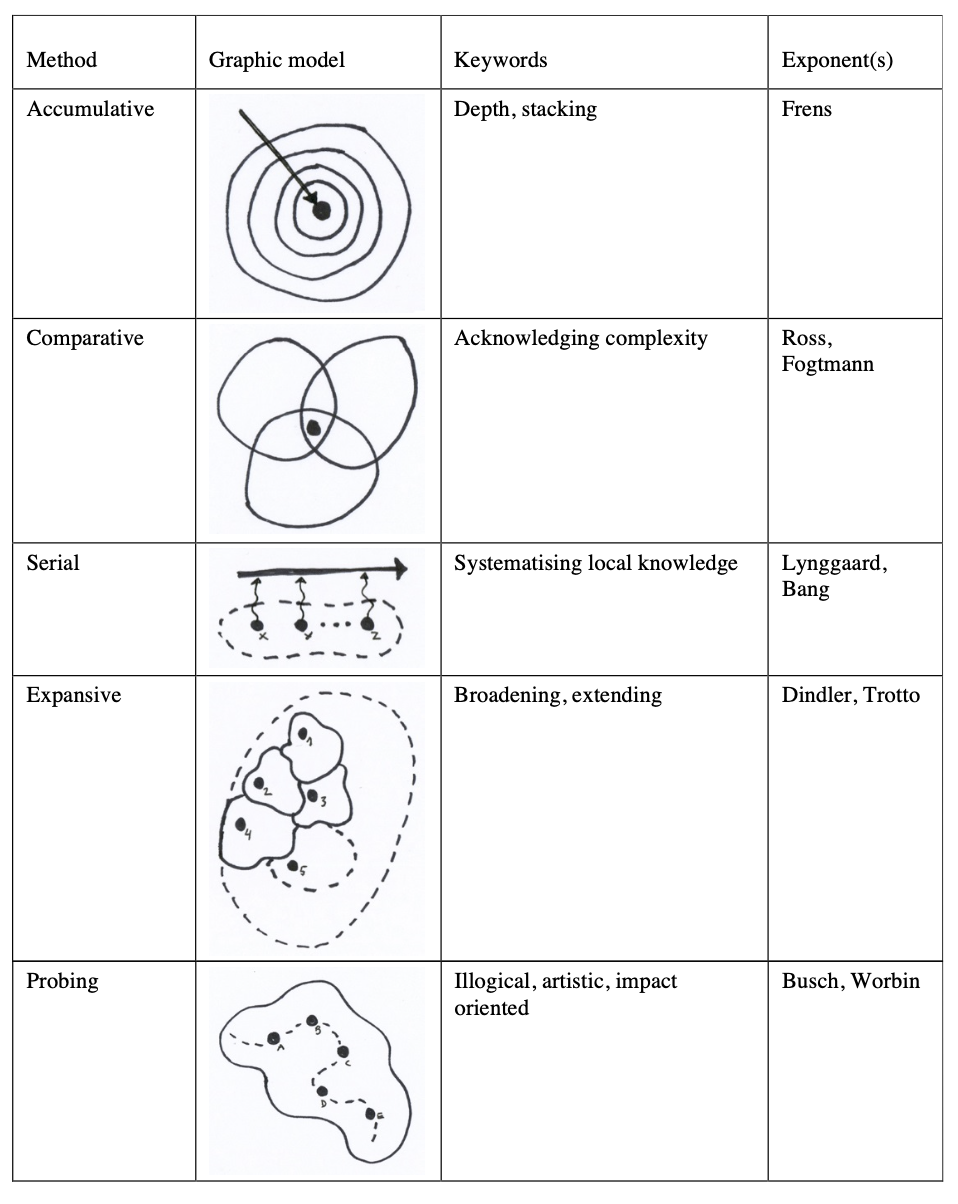 Method Graphic model Keywords Exponent(s)
Accumulative Depth, stacking Frens
Comparative Acknowledging complexity Ross,
Fogtmann
Serial Systematising local knowledge Lynggaard,
Bang
x y z
Expansive Broadening, extending Dindler, Trotto
1
2
3
4
5
Probing Illogical, artistic, impact Busch, Worbin
oriented
B
A
C
D
E